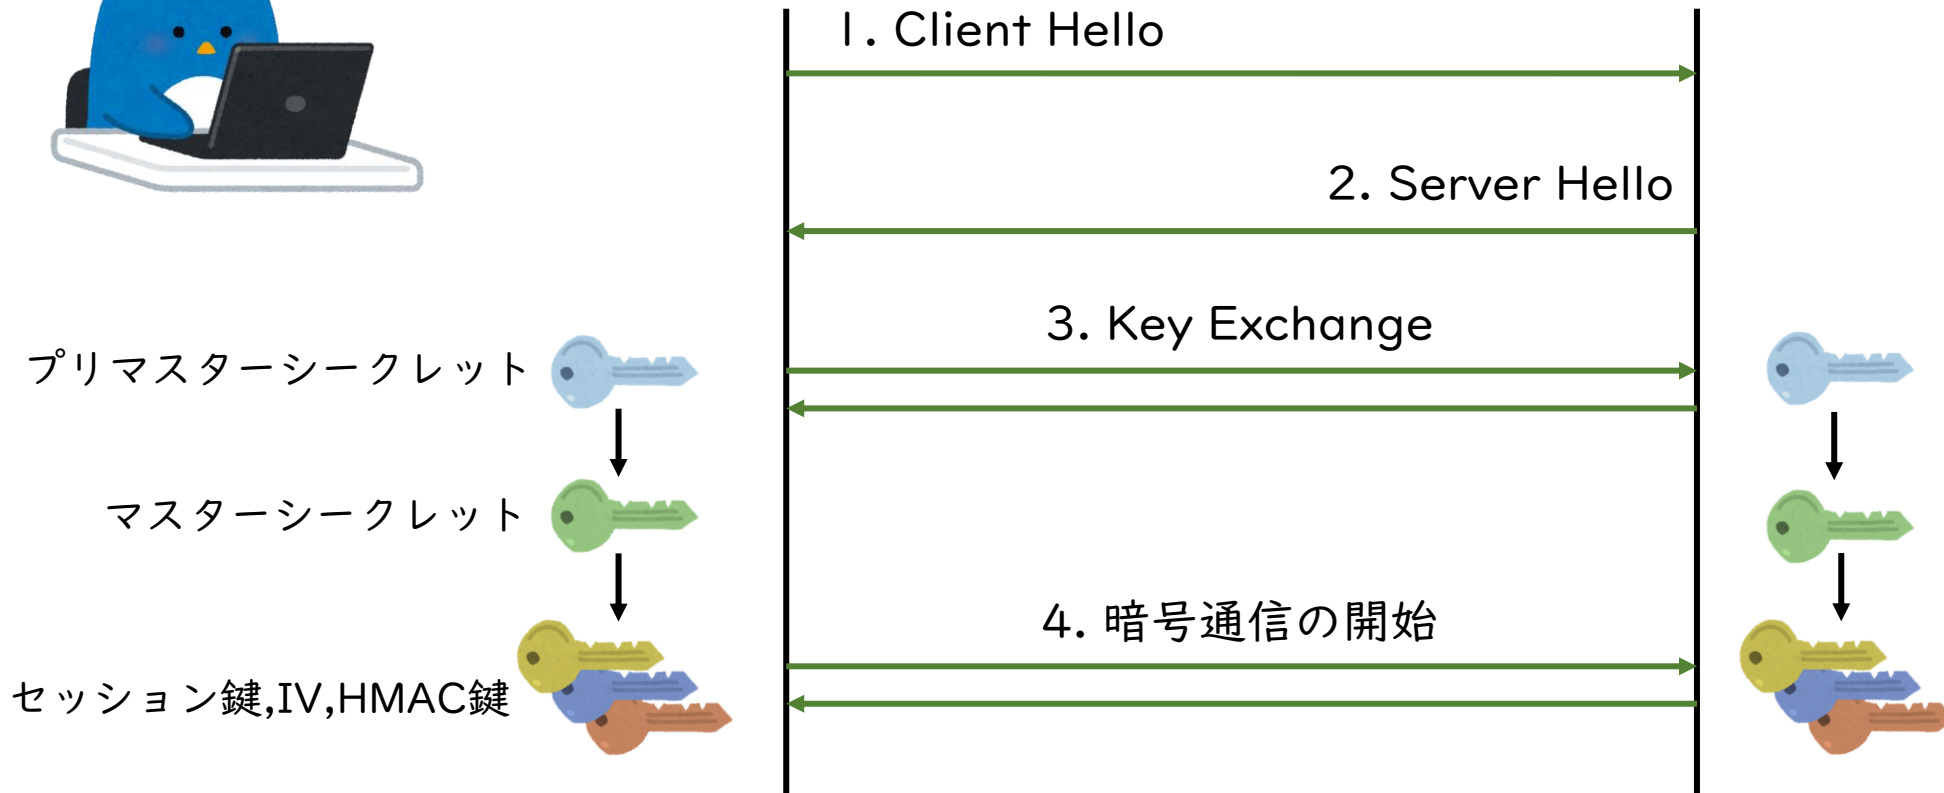 1. Client Hello
2. Server Hello
3. Key Exchange
プリマスターシークレット
マスターシークレット
4. 暗号通信の開始
セッション鍵,IV,HMAC鍵